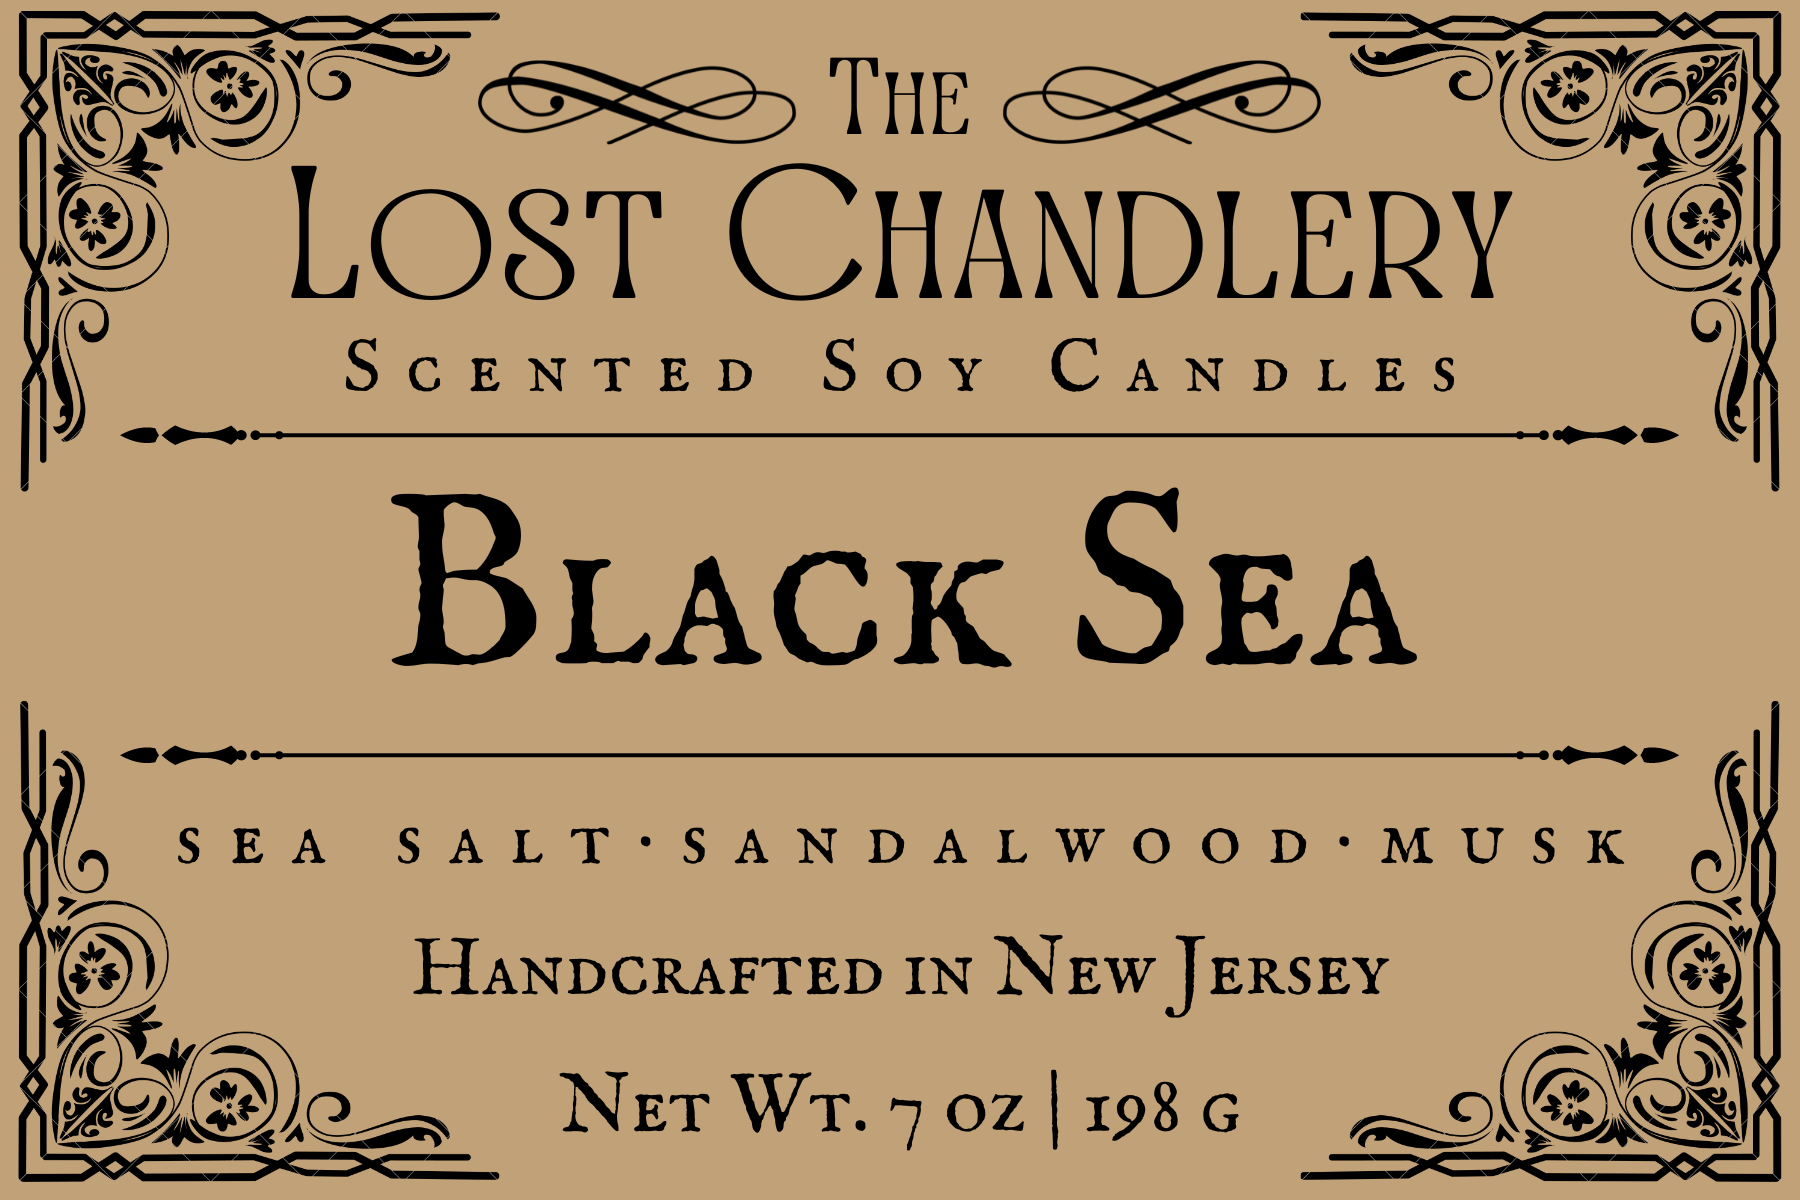 The
Lost Chandlery
Scented Soy Candles
Black Sea
sea salt·sandalwood·musk
Handcrafted in New Jersey
Net Wt. 7 oz | 198 g